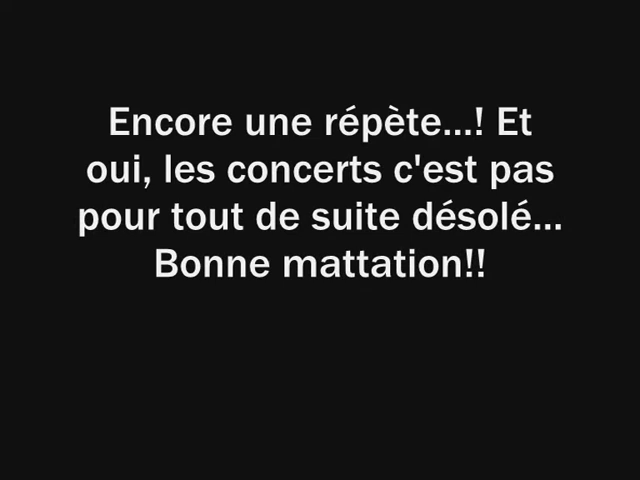 Encore une répète...! Et
oui, les concerts c'est pas
pour tout de suite désolé...
Bonne mattation!!